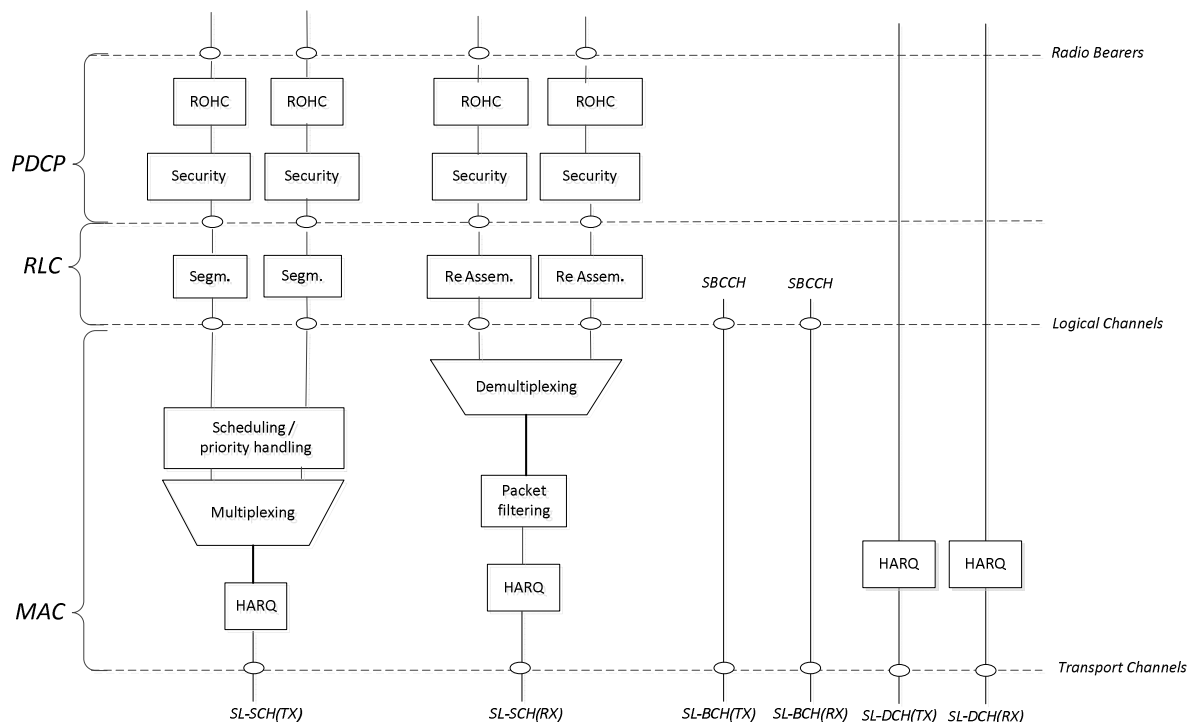 Radio Bearers
ROHC ROHC ROHC ROHC
PDCP
Security Security Security Security
RLC
Segm. Segm. Re Assem. Re Assem.
SBCCH SBCCH
Logical Channels
Demultiplexing
Scheduling /
priority handling
Packet
filtering
Multiplexing
HARQ HARQ
HARQ
MAC
HARQ
Transport Channels
SL-SCH(TX) SL-SCH(RX) SL-BCH(TX) SL-BCH(RX) SL-DCH(TX) SL-DCH(RX)